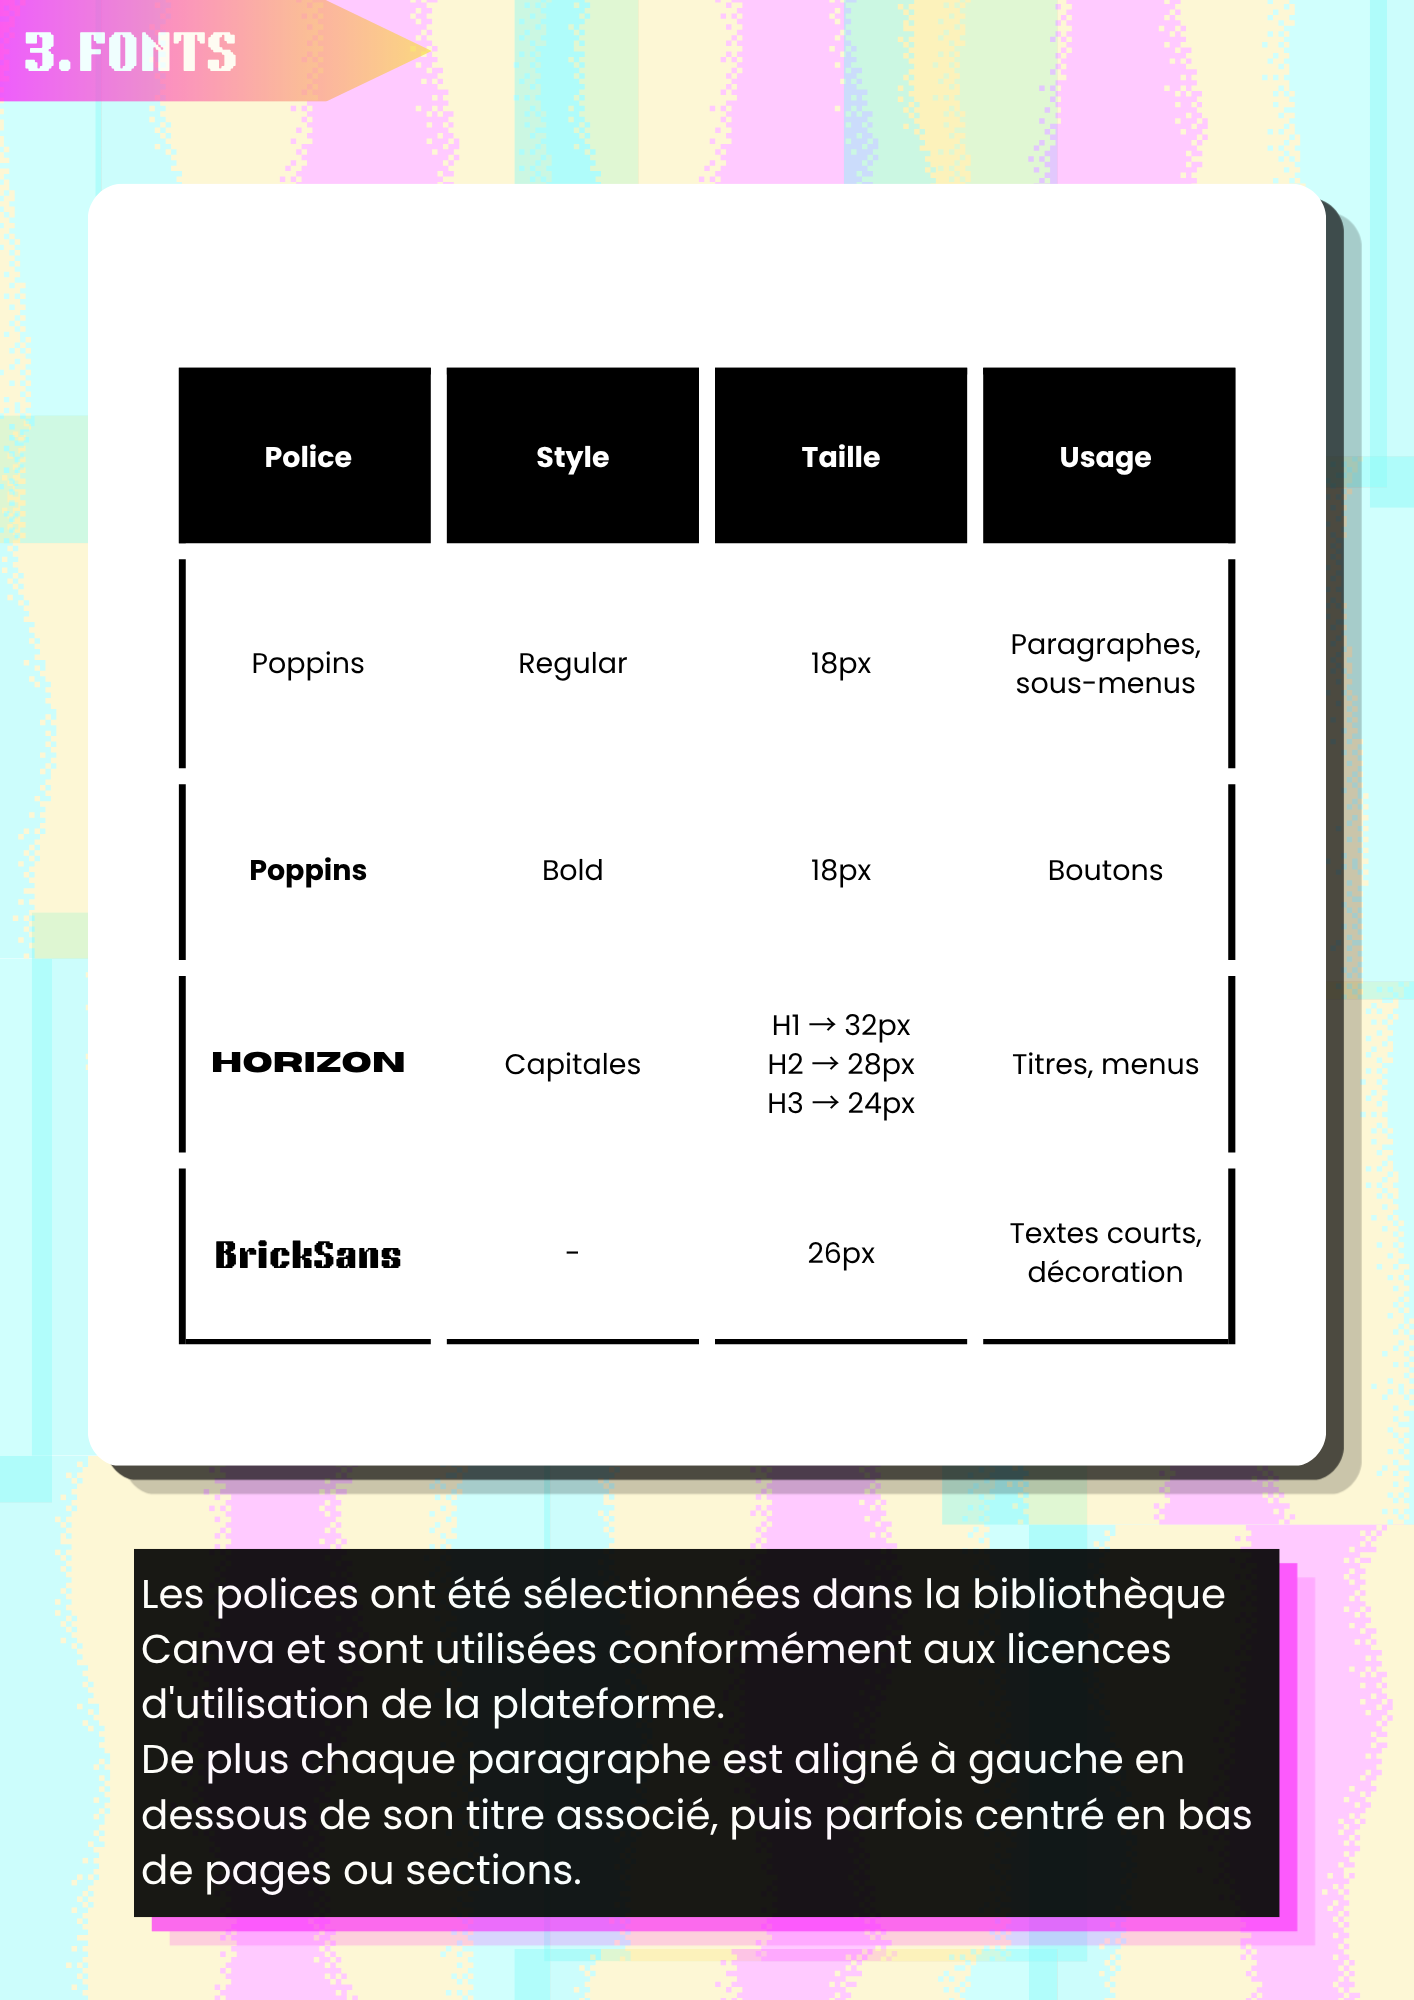 3.FONTS
Police Style Taille Usage
Poppins Regular 18px Paragraphes,
sous-menus
Poppins Bold 18px Boutons
HORIZON Capitales H1 → 32px
H2 → 28px
H3 → 24px
Titres, menus
BrickSans - 26px Textes courts,
décoration
Les polices ont été sélectionnées dans la bibliothèque
Canva et sont utilisées conformément aux licences
d'utilisation de la plateforme.
De plus chaque paragraphe est aligné à gauche en
dessous de son titre associé, puis parfois centré en bas
de pages ou sections.